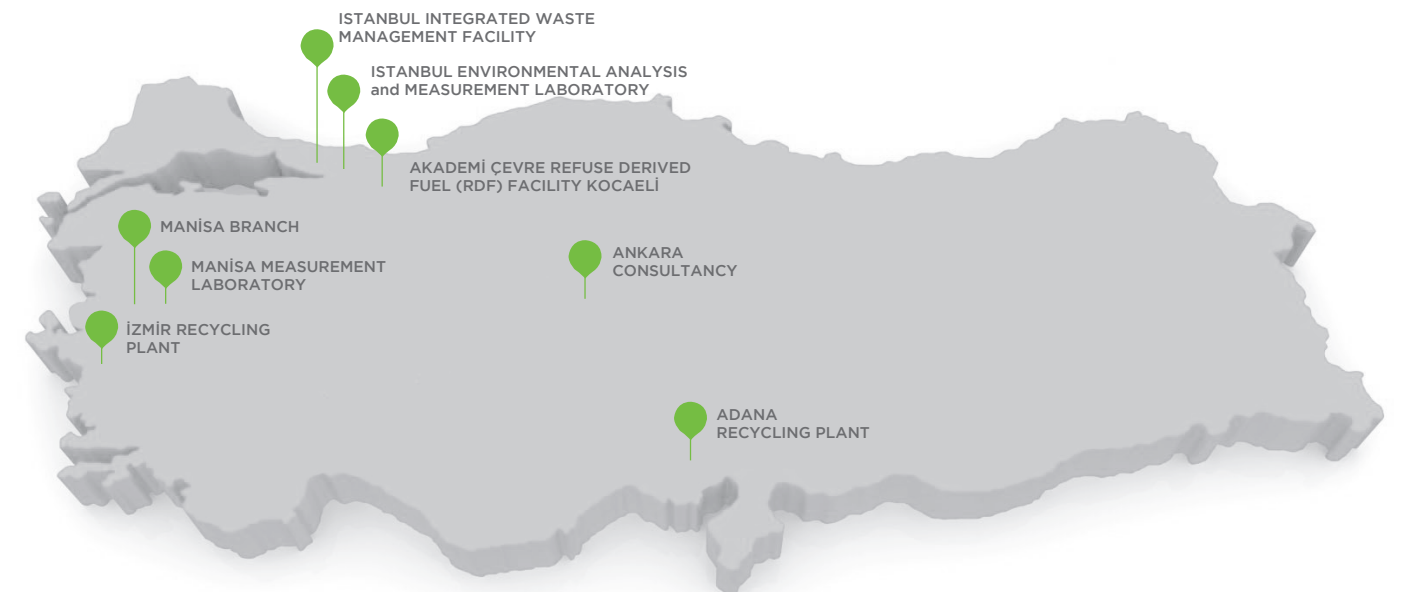 ISTANBUL INTEGRATED WASTE
MANAGEMENT FACILITY
ISTANBUL ENVIRONMENTAL ANALYSIS
and MEASUREMENT LABORATORY
AKADEMİ ÇEVRE REFUSE DERIVED
FUEL (RDF) FACILITY KOCAELİ
MANİSA BRANCH
MANİSA MEASUREMENT
LABORATORY
ANKARA
CONSULTANCY
İZMİR RECYCLING
PLANT
ADANA
RECYCLING PLANT